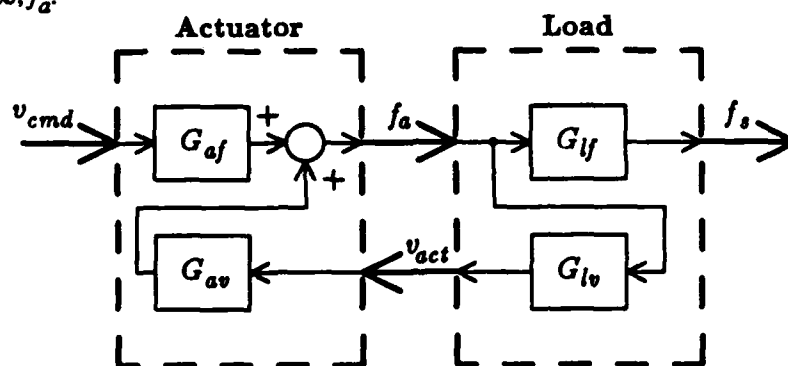 Actuator
Load
v_cmd
G_af
+
+
f_a
G_lf
f_s
G_av
v_act
G_lv